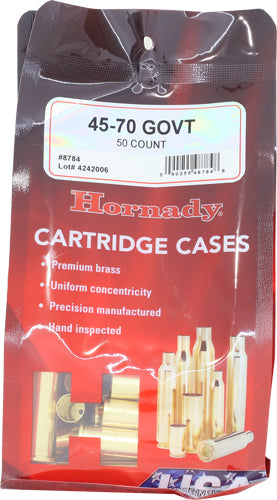 45-70 GOVT
50 COUNT
#8784
Lot# 4242006
Hornady
CARTRIDGE CASES
• Premium brass
• Uniform concentricity
• Precision manufactured
• Hand inspected
USA